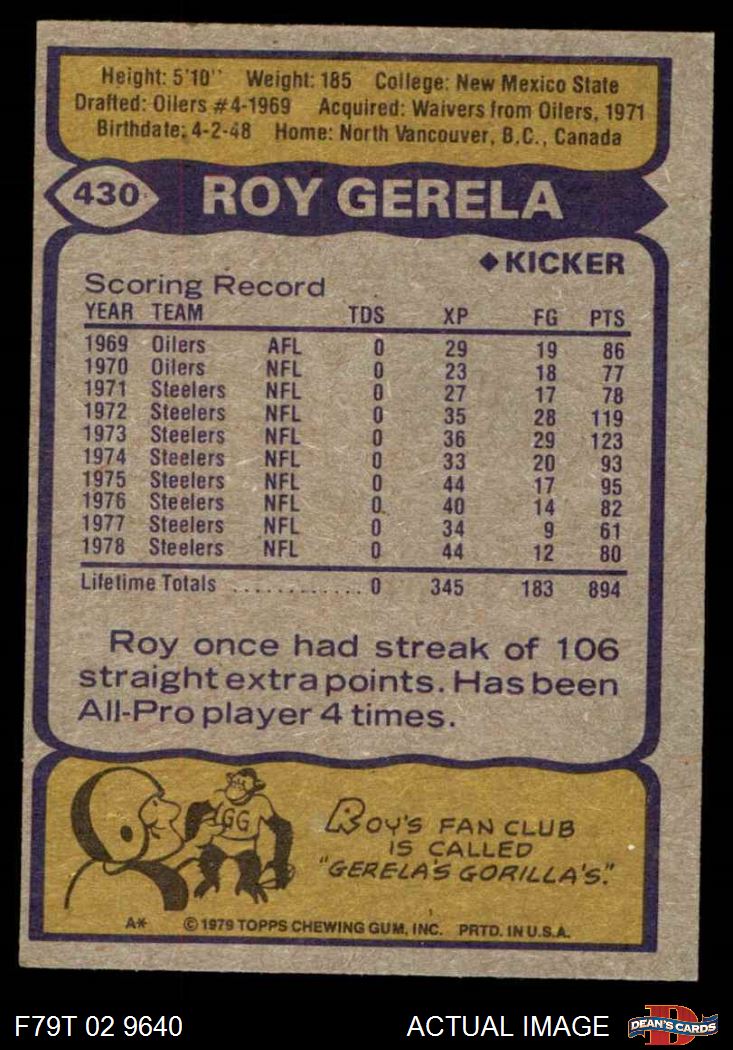 Height: 5'10" Weight: 185 College: New Mexico State
Drafted: Oilers #4-1969 Acquired: Waivers from Oilers, 1971
Birthdate: 4-2-48 Home: North Vancouver, B.C., Canada
430 ROY GERELA
◆ KICKER
Scoring Record
YEAR TEAM TDS XP FG PTS
1969 Oilers AFL 0 29 19 86
1970 Oilers NFL 0 23 18 77
1971 Steelers NFL 0 27 17 78
1972 Steelers NFL 0 35 28 119
1973 Steelers NFL 0 36 29 123
1974 Steelers NFL 0 33 20 93
1975 Steelers NFL 0 44 17 95
1976 Steelers NFL 0 40 14 82
1977 Steelers NFL 0 34 9 61
1978 Steelers NFL 0 44 12 80
Lifetime Totals ............ 0 345 183 894
Roy once had streak of 106
straight extra points. Has been
All-Pro player 4 times.
GG
ROY'S FAN CLUB
IS CALLED
"GERELA'S GORILLA'S."
A* © 1979 TOPPS CHEWING GUM, INC. PRTD. IN U.S.A.
F79T 02 9640 ACTUAL IMAGE D DEAN'S CARDS